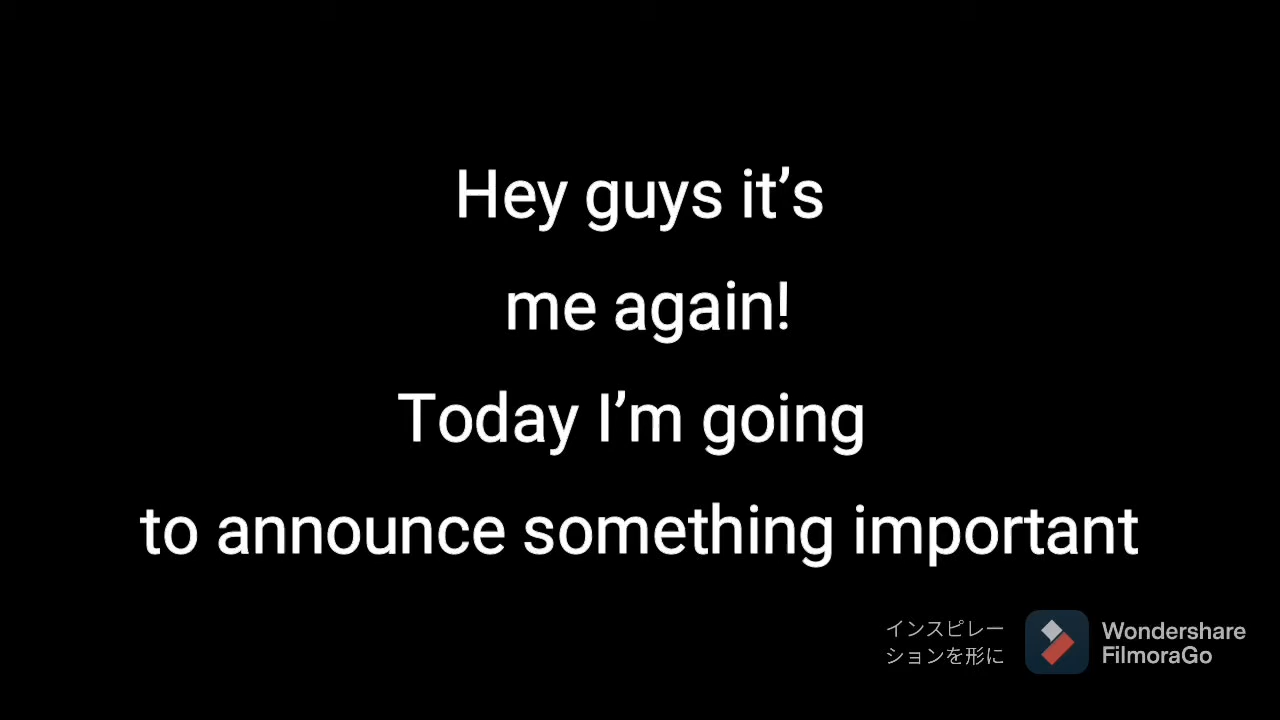 Hey guys it’s
me again!
Today I’m going
to announce something important
インスピレー
ションを形に
Wondershare
FilmoraGo